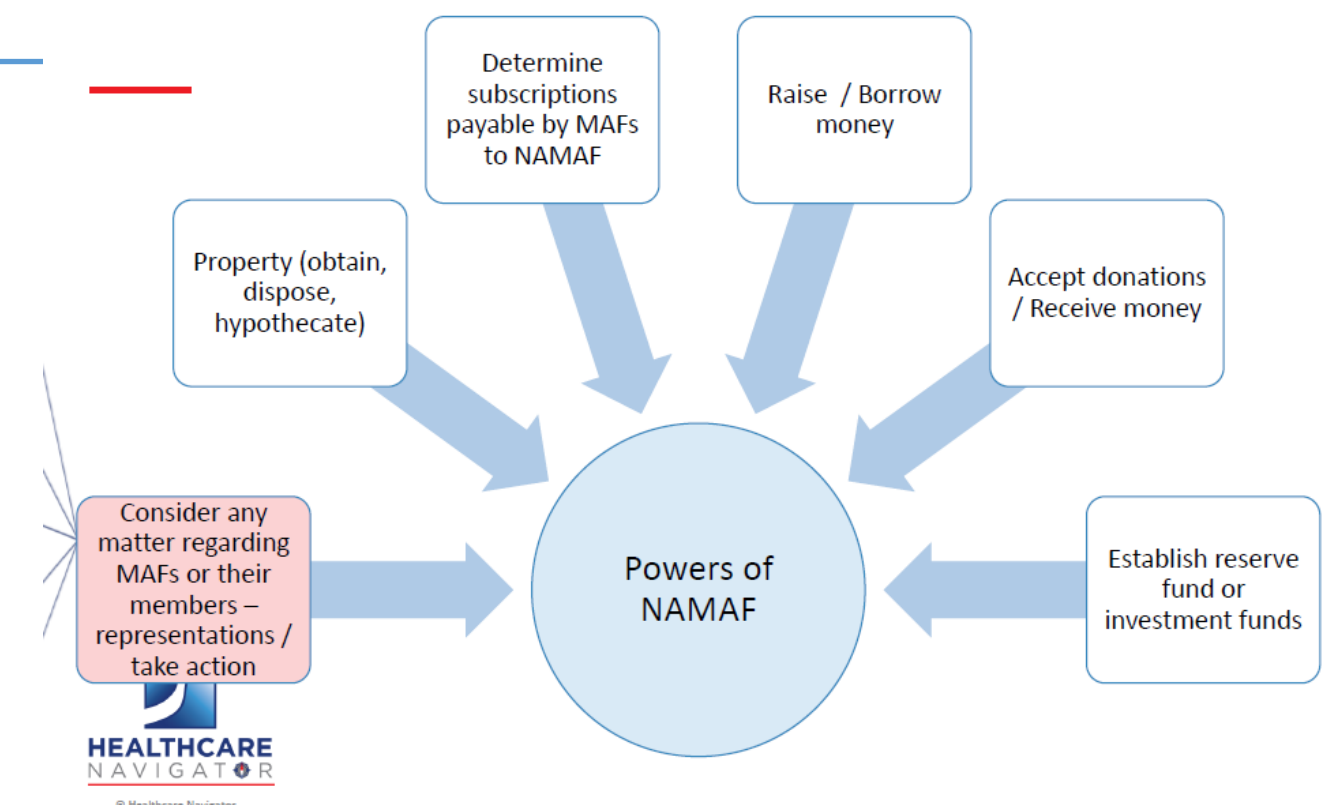 Determine
subscriptions
payable by MAFs
to NAMAF
Raise / Borrow
money
Property (obtain,
dispose,
hypothecate)
Accept donations
/ Receive money
Consider any
matter regarding
MAFs or their
members –
representations /
take action
Powers of
NAMAF
Establish reserve
fund or
investment funds
HEALTHCARE
NAVIGATOR
© Healthcare Navigator